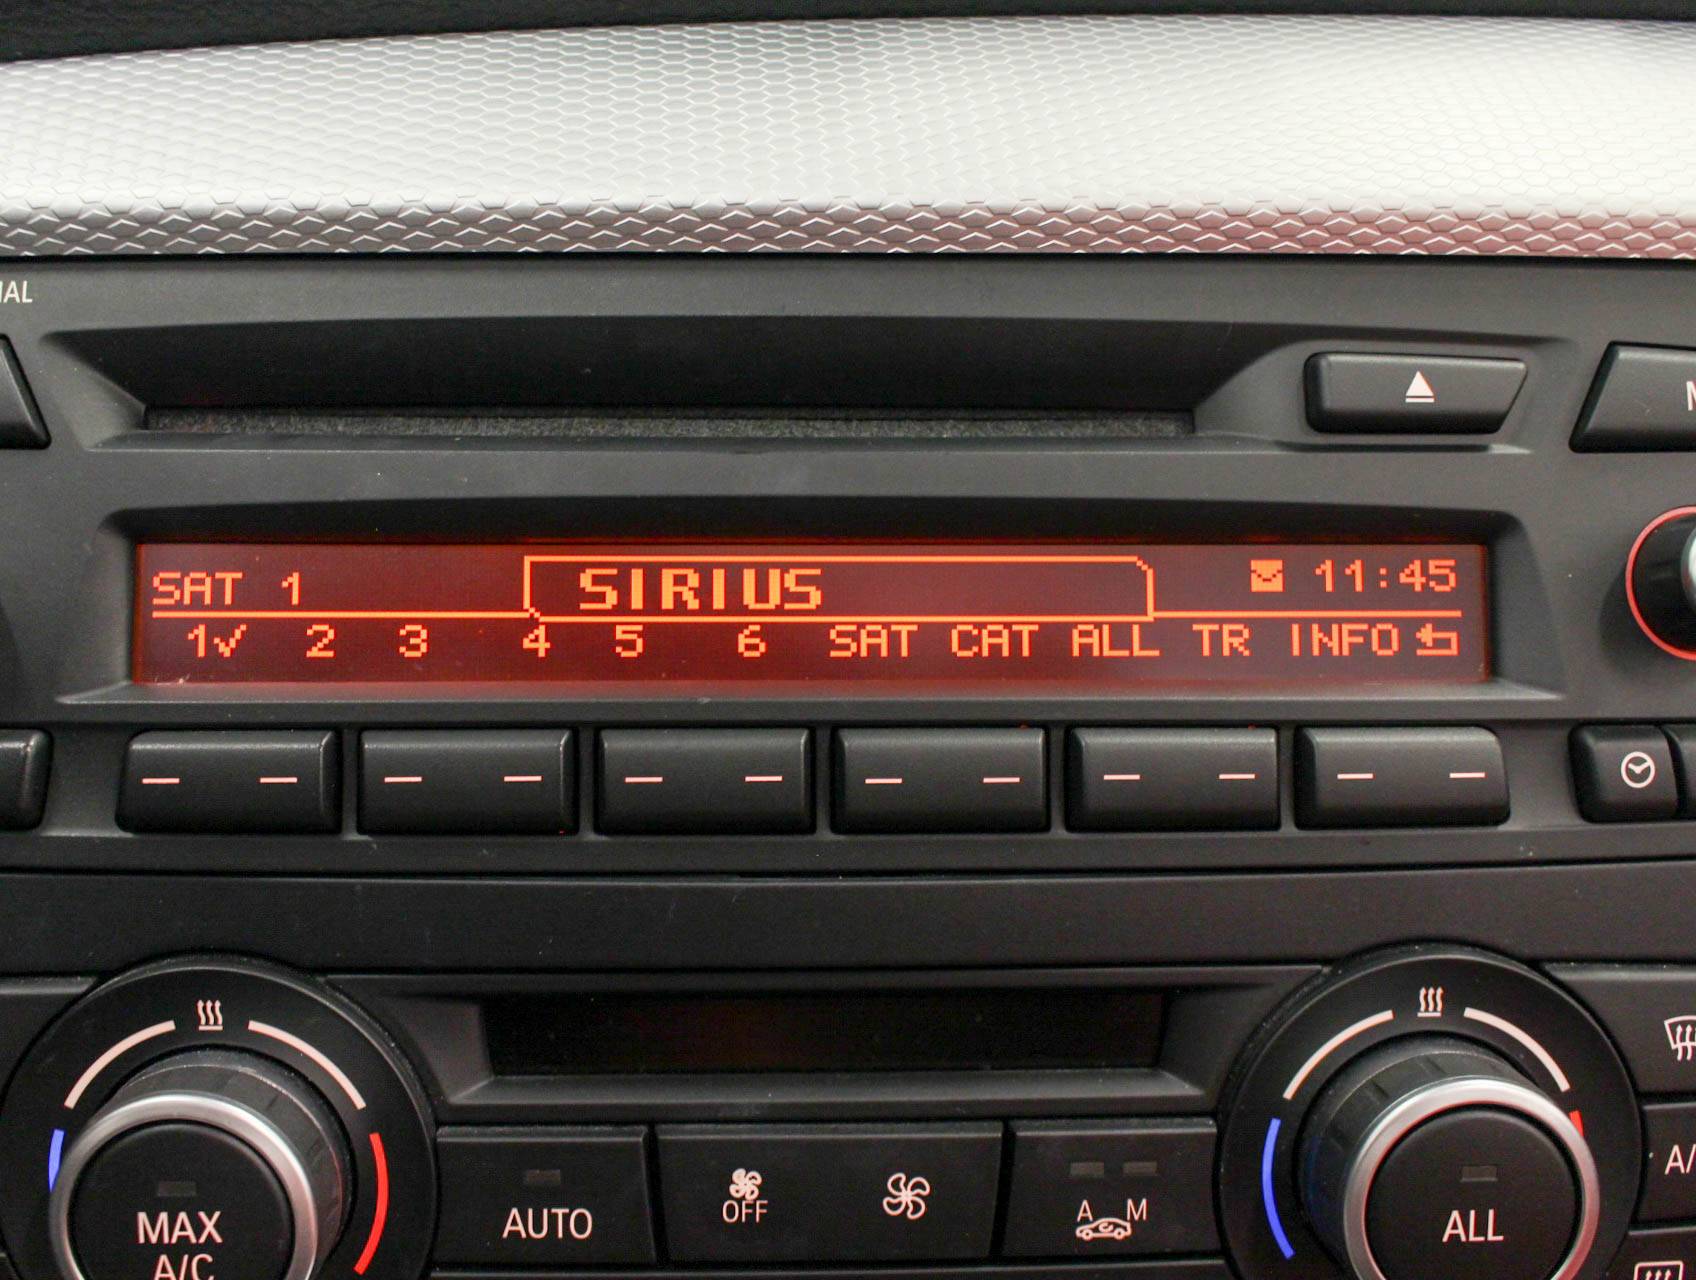 SAT 1 SIRIUS 11:45
1✓ 2 3 4 5 6 SAT CAT ALL TR INFO
AUTO
OFF
A M
MAX
A/C
ALL